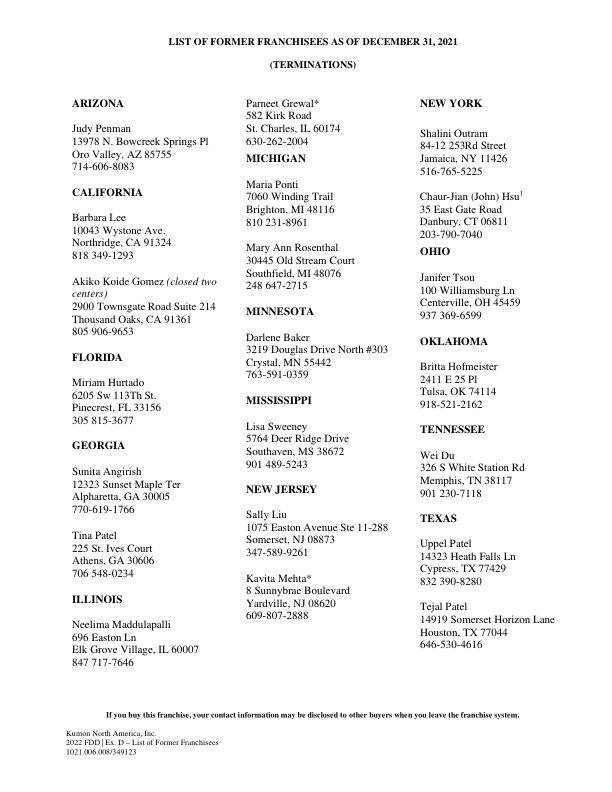 LIST OF FORMER FRANCHISEES AS OF DECEMBER 31, 2021
(TERMINATIONS)
ARIZONA
Judy Penman
13978 N. Bowcreek Springs Pl
Oro Valley, AZ 85755
714-606-8083
CALIFORNIA
Barbara Lee
10043 Wystone Ave.
Northridge, CA 91324
818 349-1293
Akiko Koide Gomez (closed two
centers)
2900 Townsgate Road Suite 214
Thousand Oaks, CA 91361
805 906-9653
FLORIDA
Miriam Hurtado
6205 Sw 113Th St.
Pinecrest, FL 33156
305 815-3677
GEORGIA
Sunita Angirish
12323 Sunset Maple Ter
Alpharetta, GA 30005
770-619-1766
Tina Patel
225 St. Ives Court
Athens, GA 30606
706 548-0234
ILLINOIS
Neelima Maddulapalli
696 Easton Ln
Elk Grove Village, IL 60007
847 717-7646
Parneet Grewal*
582 Kirk Road
St. Charles, IL 60174
630-262-2004
MICHIGAN
Maria Ponti
7060 Winding Trail
Brighton, MI 48116
810 231-8961
Mary Ann Rosenthal
30445 Old Stream Court
Southfield, MI 48076
248 647-2715
MINNESOTA
Darlene Baker
3219 Douglas Drive North #303
Crystal, MN 55442
763-591-0359
MISSISSIPPI
Lisa Sweeney
5764 Deer Ridge Drive
Southaven, MS 38672
901 489-5243
NEW JERSEY
Sally Liu
1075 Easton Avenue Ste 11-288
Somerset, NJ 08873
347-589-9261
Kavita Mehta*
8 Sunnybrae Boulevard
Yardville, NJ 08620
609-807-2888
NEW YORK
Shalini Outram
84-12 253Rd Street
Jamaica, NY 11426
516-765-5225
Chaur-Jian (John) Hsu¹
35 East Gate Road
Danbury, CT 06811
203-790-7040
OHIO
Janifer Tsou
100 Williamsburg Ln
Centerville, OH 45459
937 369-6599
OKLAHOMA
Britta Hofmeister
2411 E 25 Pl
Tulsa, OK 74114
918-521-2162
TENNESSEE
Wei Du
326 S White Station Rd
Memphis, TN 38117
901 230-7118
TEXAS
Uppel Patel
14323 Heath Falls Ln
Cypress, TX 77429
832 390-8280
Tejal Patel
14919 Somerset Horizon Lane
Houston, TX 77044
646-530-4616
If you buy this franchise, your contact information may be disclosed to other buyers when you leave the franchise system.
Kumon North America, Inc.
2022 FDD | Ex. D – List of Former Franchisees
1021.006.008/349123